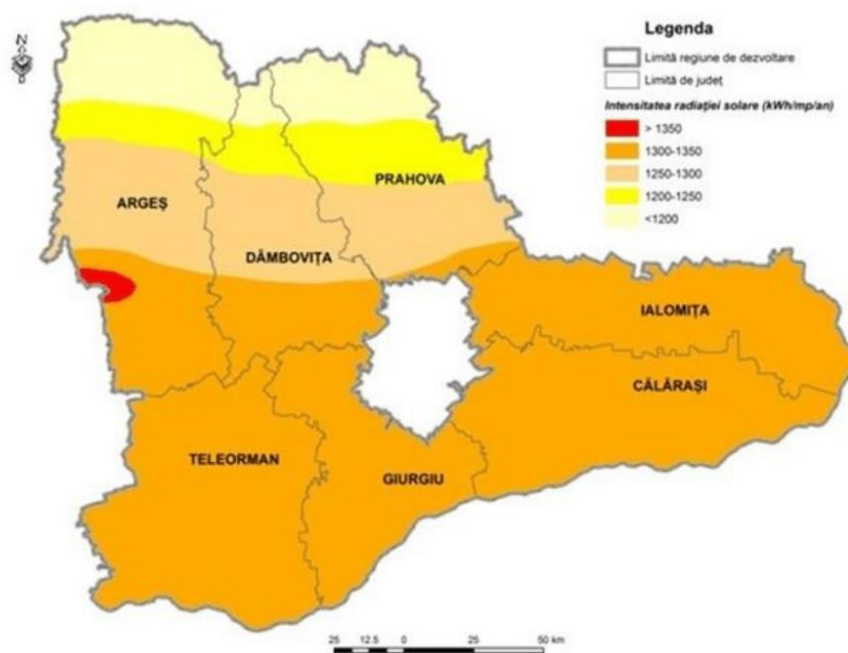 N
Legenda
Limită regiune de dezvoltare
Limită de județ
Intensitatea radiației solare (kWh/mp/an)
> 1350
1300-1350
1250-1300
1200-1250
<1200
PRAHOVA
ARGEȘ
DÂMBOVIȚA
IALOMIȚA
CĂLĂRAȘI
TELEORMAN
GIURGIU
25 12.5 0 25 50 km